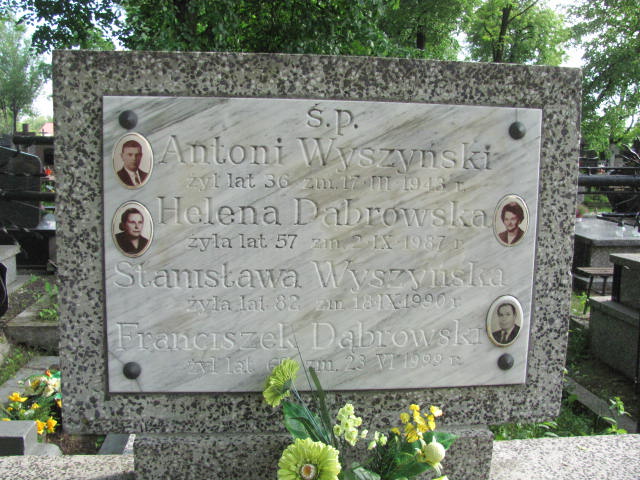 Ś.P.
Antoni Wyszyński
żył lat 36 zm. 17 III 1943 r.
Helena Dąbrowska
żyła lat 57 zm. 2 IX 1987 r.
Stanisława Wyszyńska
żyła lat 82 zm. 18 IX 1990 r.
Franciszek Dąbrowski
żył lat zm. 23 VI 1999 r.